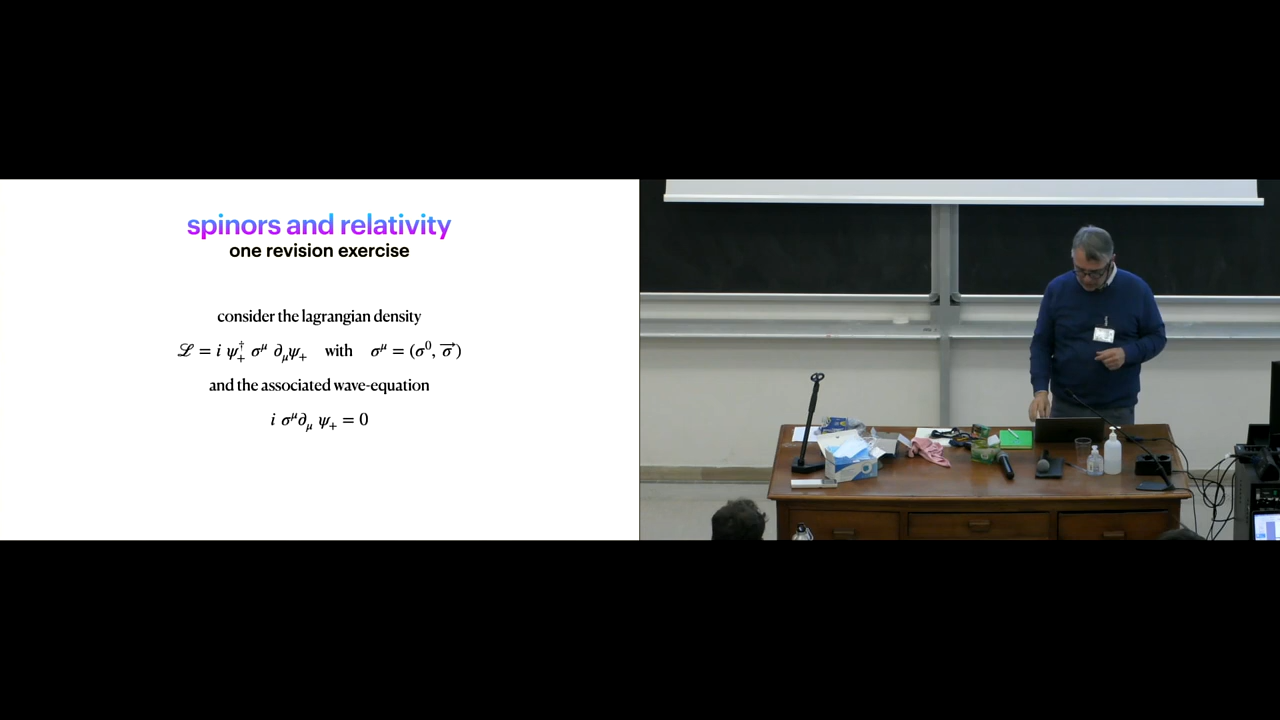 spinors and relativity
one revision exercise
consider the lagrangian density
ℒ = i ψ₊† σ^μ ∂_μψ₊ with σ^μ = (σ⁰, σ⃗)
and the associated wave-equation
i σ^μ∂_μ ψ₊ = 0